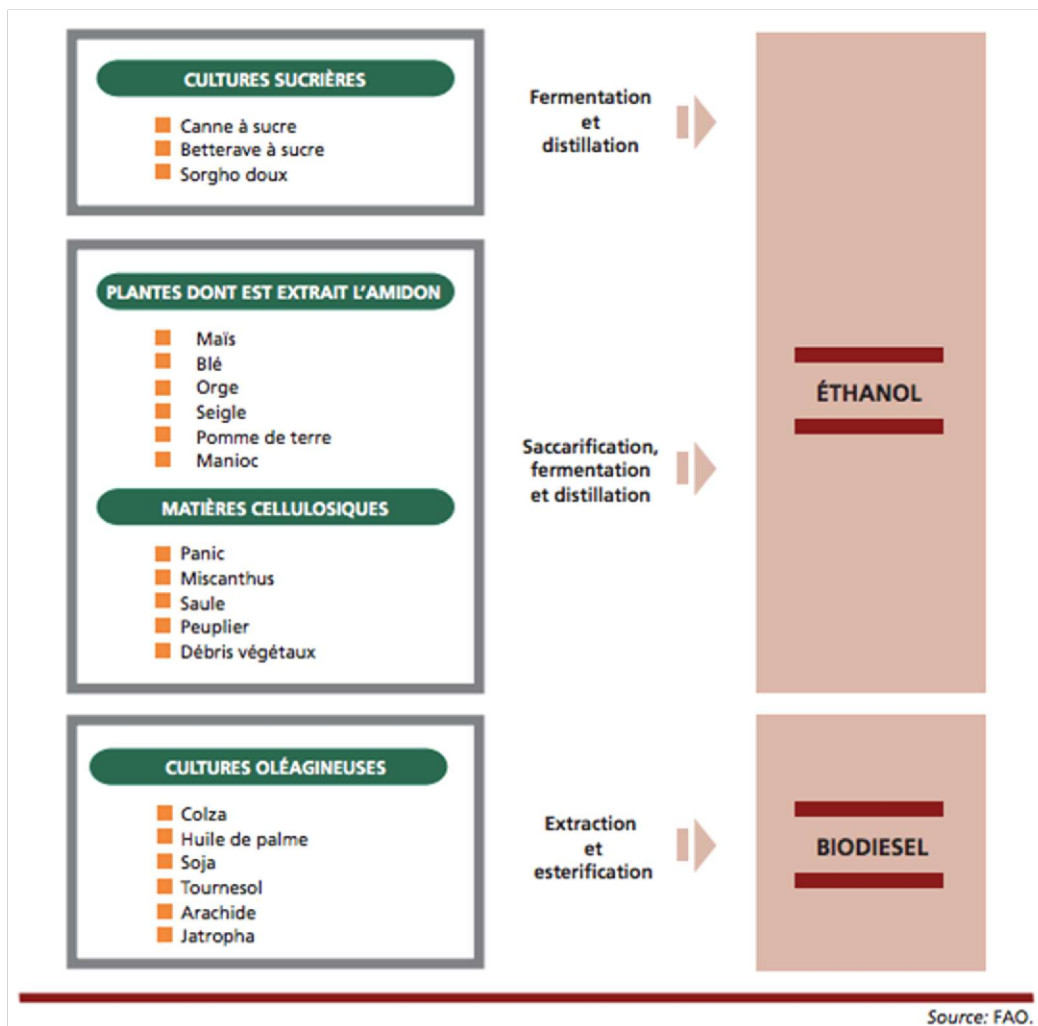 CULTURES SUCRIÈRES
Canne à sucre
Betterave à sucre
Sorgho doux
Fermentation
et
distillation
PLANTES DONT EST EXTRAIT L'AMIDON
Maïs
Blé
Orge
Seigle
Pomme de terre
Manioc
MATIÈRES CELLULOSIQUES
Panic
Miscanthus
Saule
Peuplier
Débris végétaux
Saccarification,
fermentation
et distillation
ÉTHANOL
CULTURES OLÉAGINEUSES
Colza
Huile de palme
Soja
Tournesol
Arachide
Jatropha
Extraction
et
esterification
BIODIESEL
Source: FAO.